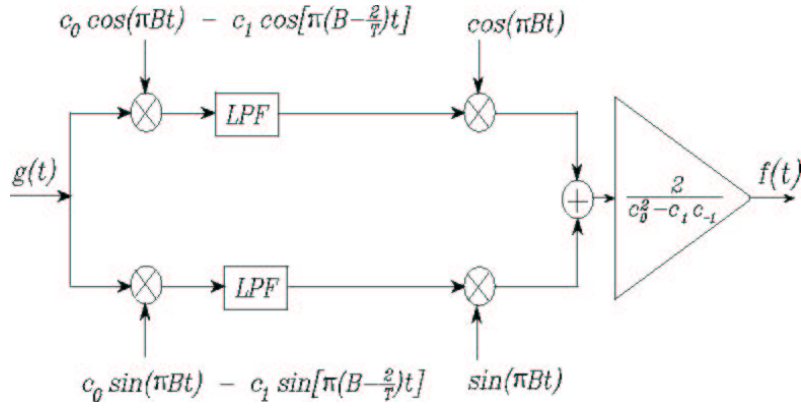 c₀ cos(πBt) − c₁ cos[π(B−2/T)t]
cos(πBt)
LPF
g(t)
+
2/(c₀²−c₁c₋₁)
f(t)
LPF
c₀ sin(πBt) − c₁ sin[π(B−2/T)t]
sin(πBt)